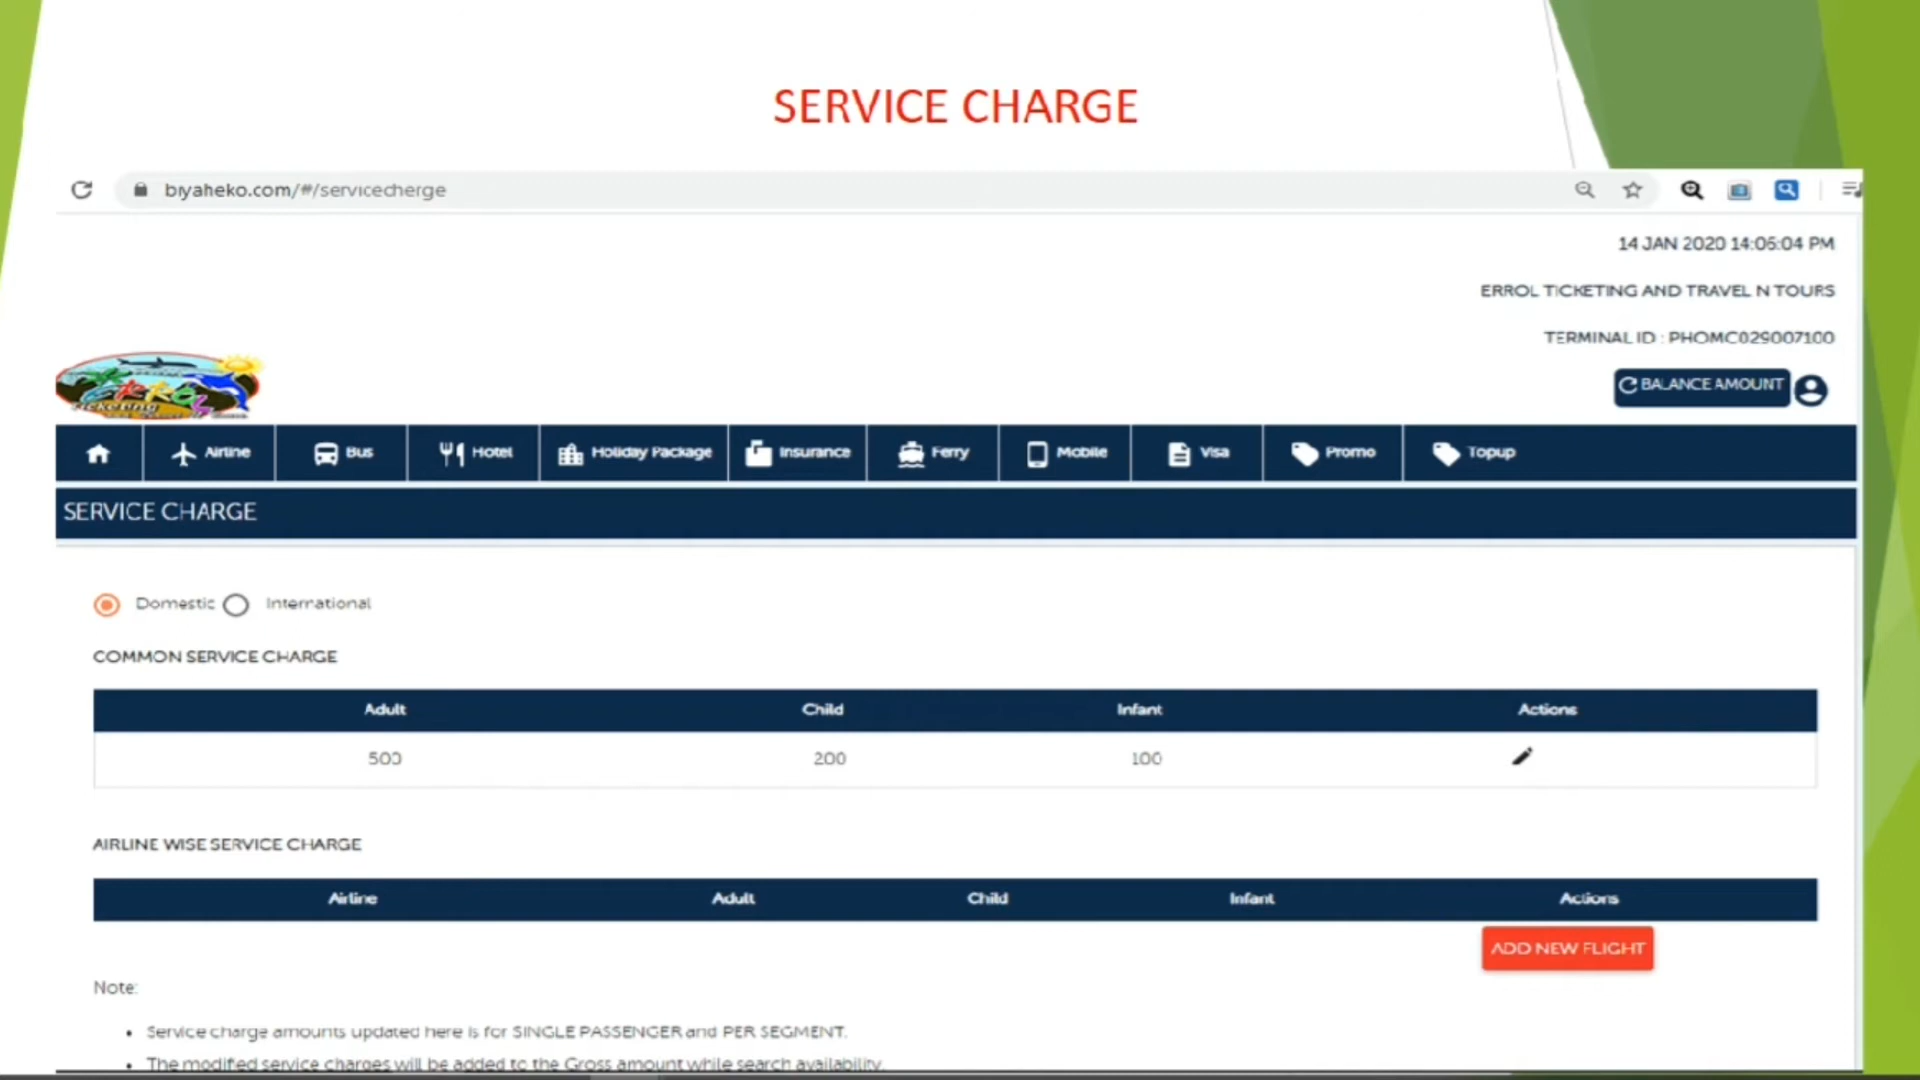 SERVICE CHARGE
biyaheko.com/#/servicecherge
14 JAN 2020 14:06:04 PM
ERROL TICKETING AND TRAVEL N TOURS
TERMINAL ID : PHOMC029007100
BALANCE AMOUNT
Airline Bus Hotel Holiday Package Insurance Ferry Mobile Visa Promo Topup
SERVICE CHARGE
Domestic International
COMMON SERVICE CHARGE
Adult Child Infant Actions
500 200 100
AIRLINE WISE SERVICE CHARGE
Airline Adult Child Infant Actions
ADD NEW FLIGHT
Note:
• Service charge amounts updated here is for SINGLE PASSENGER and PER SEGMENT.
• The modified service charges will be added to the Gross amount while search availability.